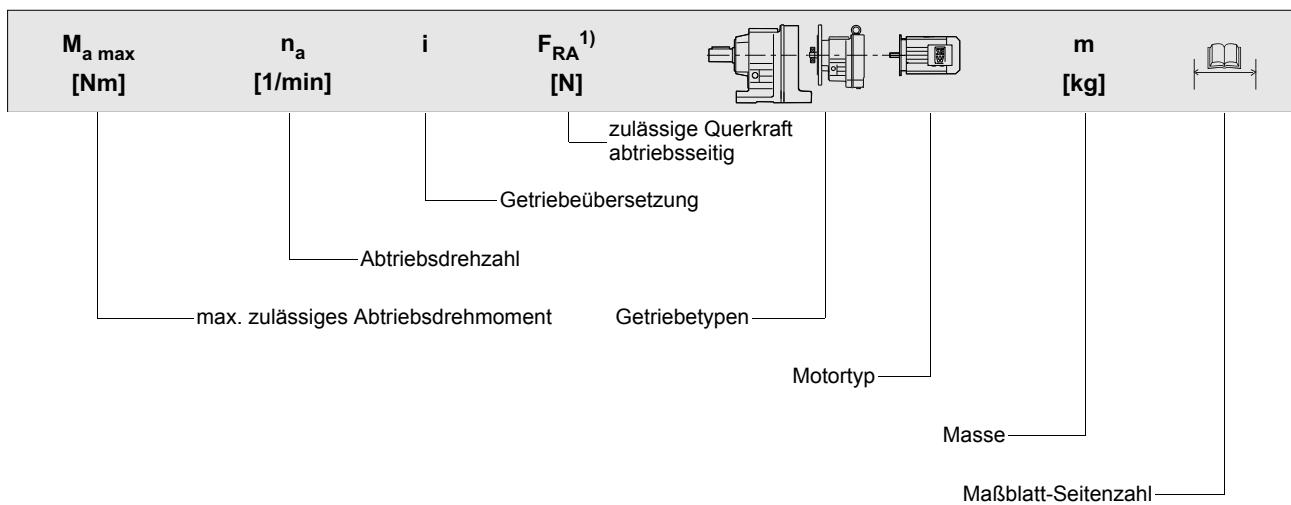 M a max n a i F RA 1) m
[Nm] [1/min] [N] [kg]
zulässige Querkraft
abtriebsseitig
Getriebeübersetzung
Abtriebsdrehzahl
max. zulässiges Abtriebsdrehmoment Getriebetypen
Motortyp
Masse
Maßblatt-Seitenzahl